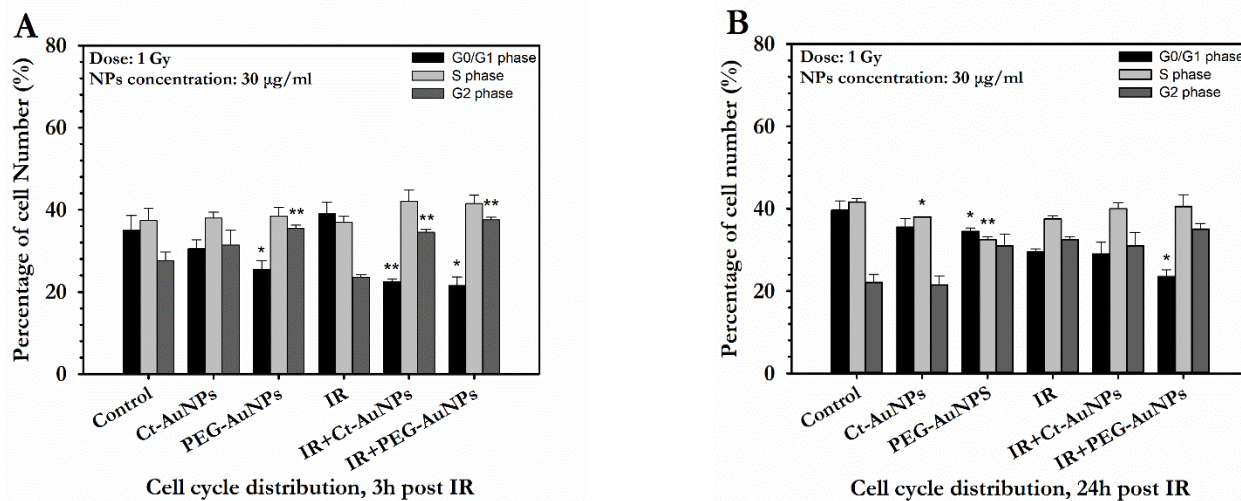 A
Percentage of cell Number (%)
80
60
40
20
0
Dose: 1 Gy
NPs concentration: 30 µg/ml
G0/G1 phase
S phase
G2 phase
*
**
**
**
*
**
Control
Ct-AuNPs
PEG-AuNPs
IR
IR+Ct-AuNPs
IR+PEG-AuNPs
Cell cycle distribution, 3h post IR
B
Percentage of cell number (%)
80
60
40
20
0
Dose: 1 Gy
NPs concentration: 30 µg/ml
G0/G1 phase
S phase
G2 phase
*
*
**
*
Control
Ct-AuNPs
PEG-AuNPS
IR
IR+Ct-AuNPs
IR+PEG-AuNPs
Cell cycle distribution, 24h post IR